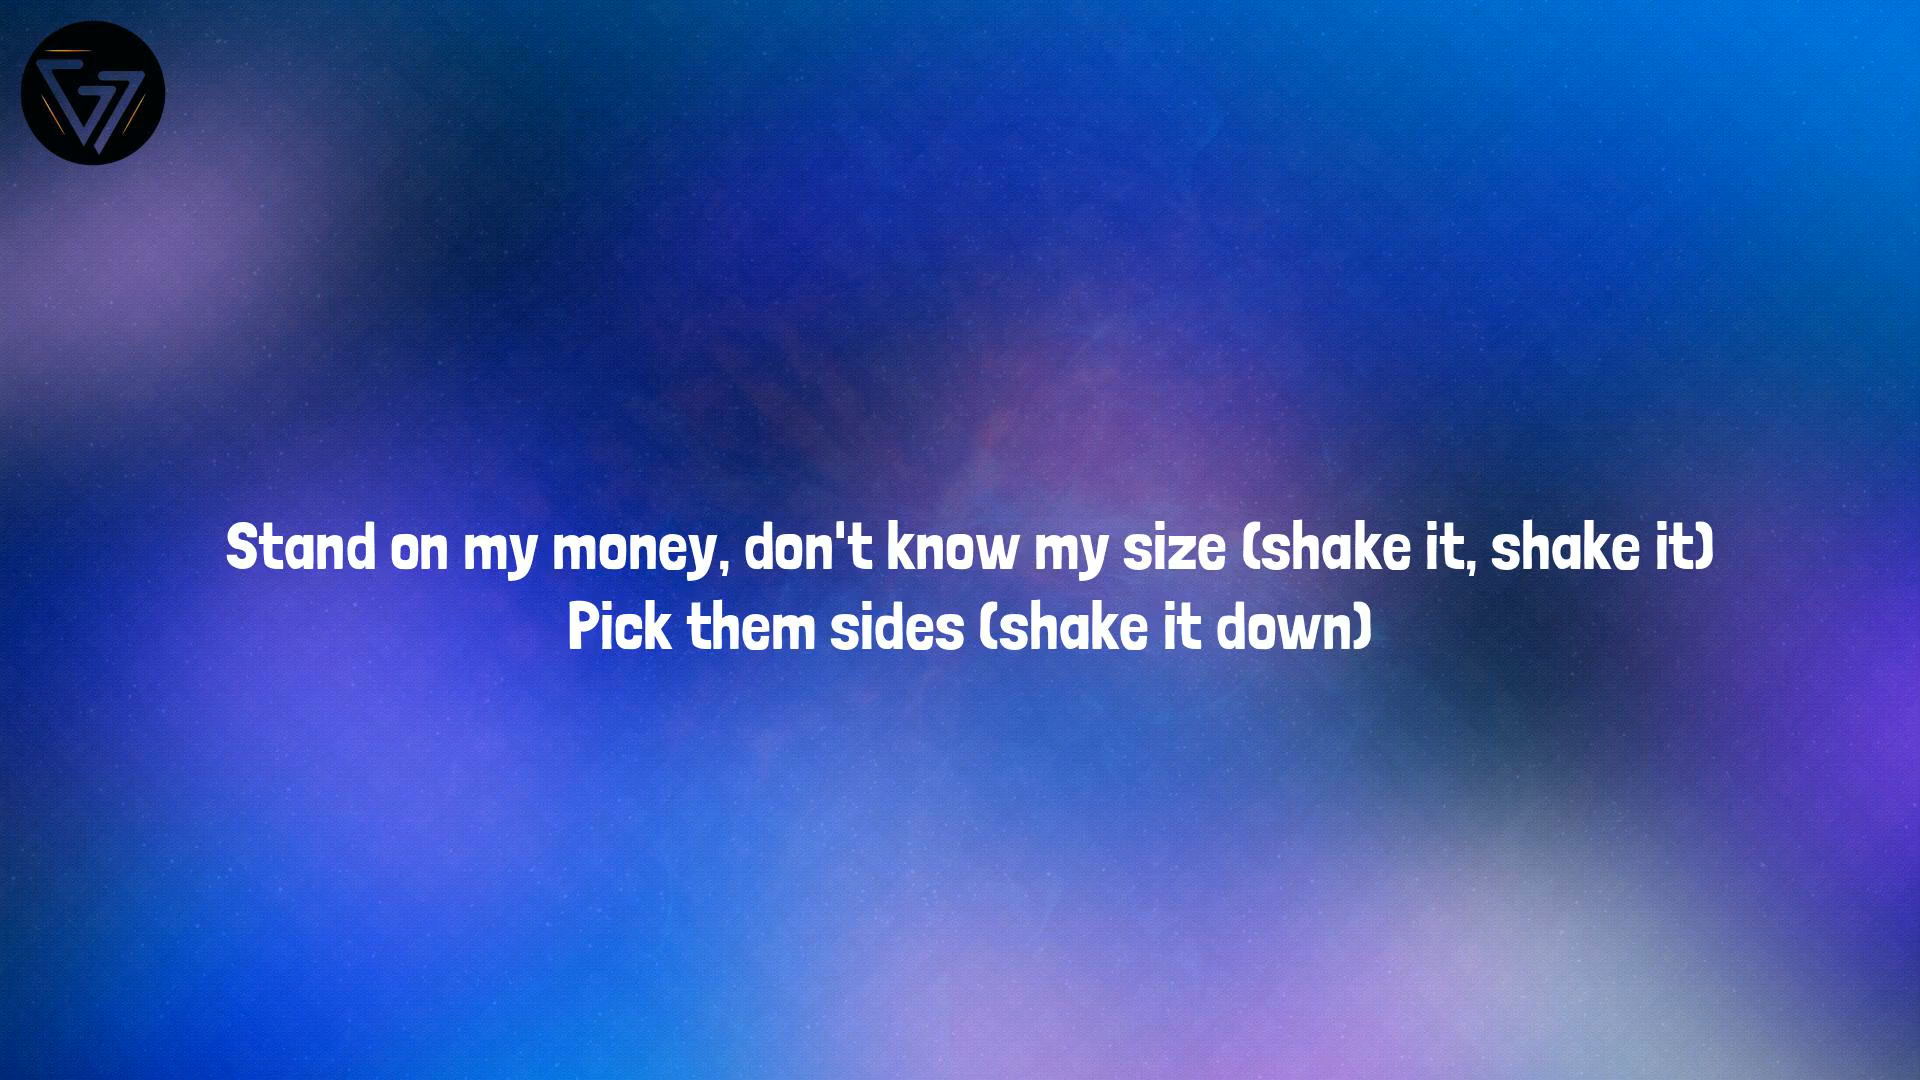 Stand on my money, don't know my size (shake it, shake it)
Pick them sides (shake it down)